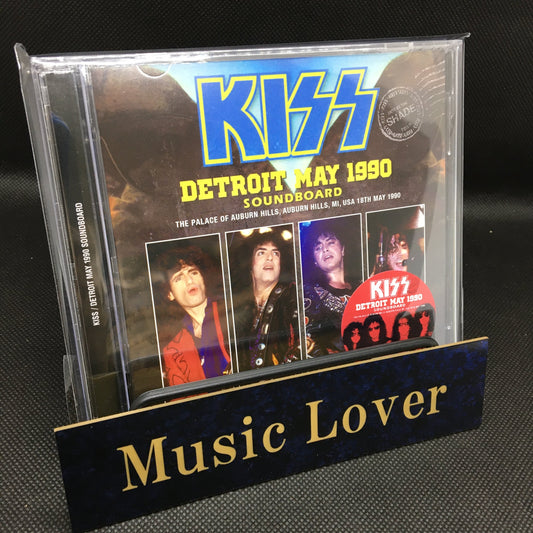 KISS
DETROIT MAY 1990
SOUNDBOARD
THE PALACE OF AUBURN HILLS, AUBURN HILLS, MI, USA 18TH MAY 1990
SHADE
KISS / DETROIT MAY 1990 SOUNDBOARD
KISS
DETROIT MAY 1990
SOUNDBOARD
Music Lover